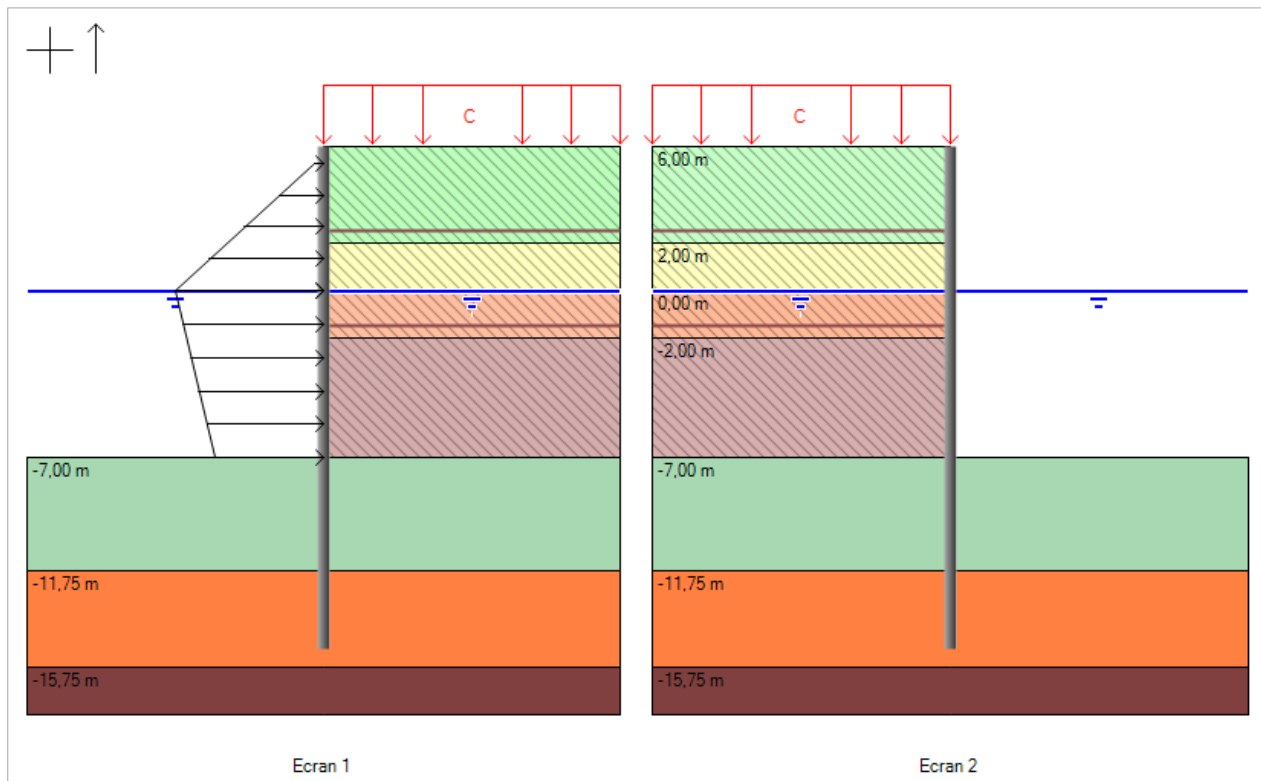 C
C
6,00 m
2,00 m
0,00 m
-2,00 m
-7,00 m
-7,00 m
-11,75 m
-11,75 m
-15,75 m
-15,75 m
Ecran 1
Ecran 2